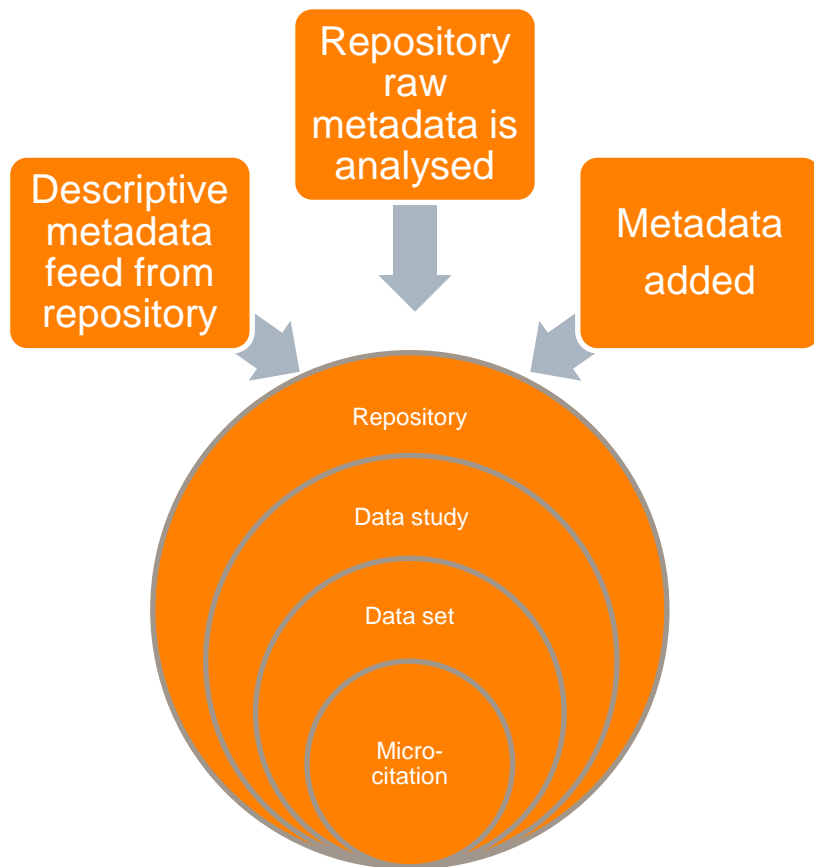 Repository
raw
metadata is
analysed
Descriptive
metadata
feed from
repository
Metadata
added
Repository
Data study
Data set
Micro-
citation